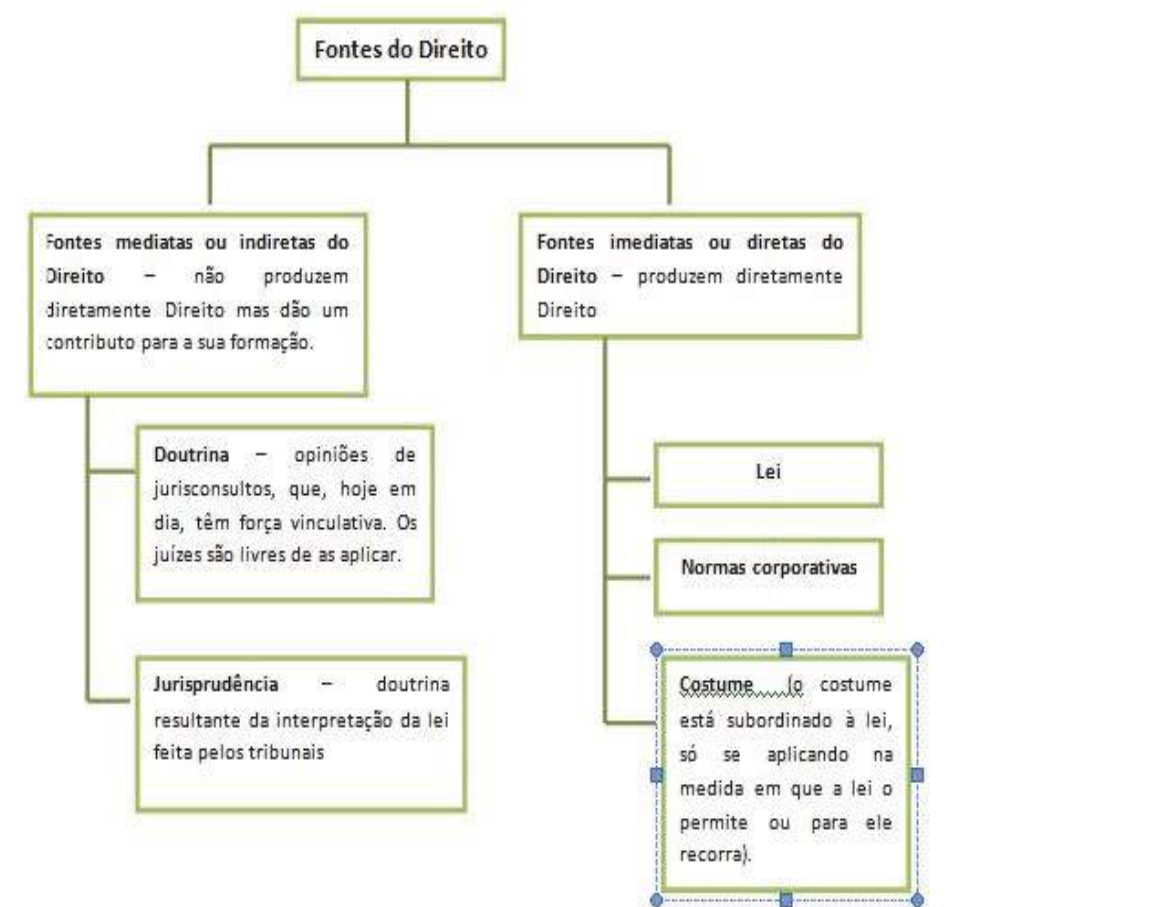 Fontes do Direito
Fontes mediatas ou indiretas do
Direito – não produzem
diretamente Direito mas dão um
contributo para a sua formação.
Doutrina – opiniões de
jurisconsultos, que, hoje em
dia, têm força vinculativa. Os
juízes são livres de as aplicar.
Jurisprudência – doutrina
resultante da interpretação da lei
feita pelos tribunais
Fontes imediatas ou diretas do
Direito – produzem diretamente
Direito
Lei
Normas corporativas
Costume (o costume
está subordinado à lei,
só se aplicando na
medida em que a lei o
permite ou para ele
recorra).